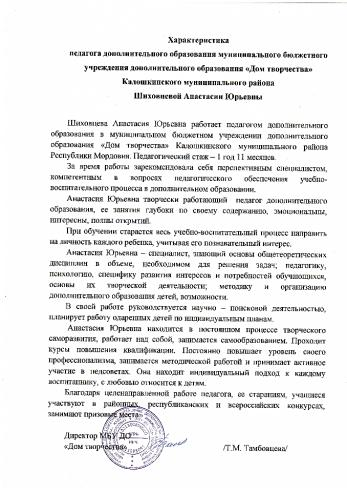 Характеристика
педагога дополнительного образования муниципального бюджетного
учреждения дополнительного образования «Дом творчества»
Кадошкинского муниципального района
Шиховцевой Анастасии Юрьевны
Шиховцева Анастасия Юрьевна работает педагогом дополнительного
образования в муниципальном бюджетном учреждении дополнительного
образования «Дом творчества» Кадошкинского муниципального района
Республики Мордовия. Педагогический стаж – 1 год 11 месяцев.
За время работы зарекомендовала себя перспективным специалистом,
компетентным в вопросах педагогического обеспечения учебно-
воспитательного процесса в дополнительном образовании.
Анастасия Юрьевна творчески работающий педагог дополнительного
образования, ее занятия глубоки по своему содержанию, эмоциональны,
интересны, полны открытий.
При обучении старается весь учебно-воспитательный процесс направить
на личность каждого ребенка, учитывая его познавательный интерес.
Анастасия Юрьевна – специалист, знающий основы общетеоретических
дисциплин в объеме, необходимом для решения задач; педагогику,
психологию, специфику развития интересов и потребностей обучающихся,
основы их творческой деятельности; методику и организацию
дополнительного образования детей, возможности.
В своей работе руководствуется научно – поисковой деятельностью,
планирует работу одаренных детей по индивидуальным планам.
Анастасия Юрьевна находится в постоянном процессе творческого
саморазвития, работает над собой, занимается самообразованием. Проходит
курсы повышения квалификации. Постоянно повышает уровень своего
профессионализма, занимается методической работой и принимает активное
участие в педсоветах. Она находит индивидуальный подход к каждому
воспитаннику, с любовью относится к детям.
Благодаря целенаправленной работе педагога, ее стараниям, учащиеся
участвуют в районных, республиканских и всероссийских конкурсах,
занимают призовые места.
Директор МБУ ДО
«Дом творчества» /Т.М. Тамбовцева/